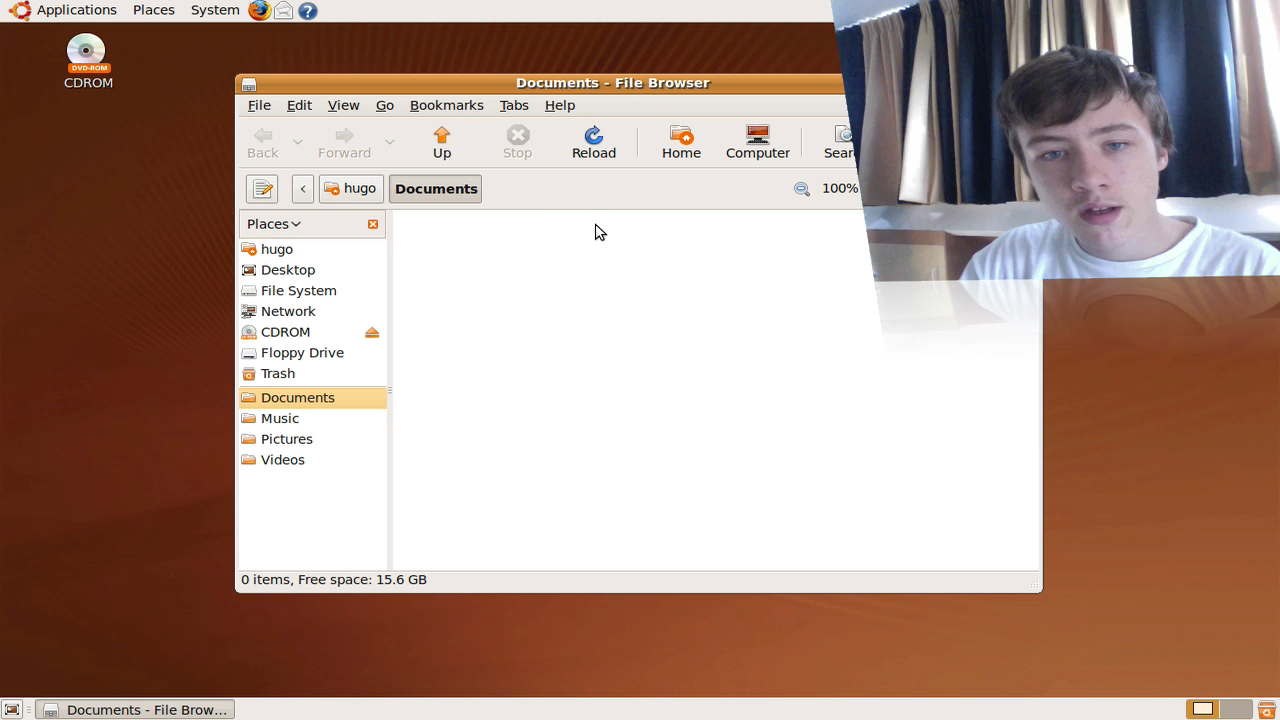 Applications Places System
DVD-ROM
CDROM
Documents - File Browser
File Edit View Go Bookmarks Tabs Help
Back Forward Up Stop Reload Home Computer
hugo Documents 100%
Places
hugo
Desktop
File System
Network
CDROM
Floppy Drive
Trash
Documents
Music
Pictures
Videos
0 items, Free space: 15.6 GB
Documents - File Brow...